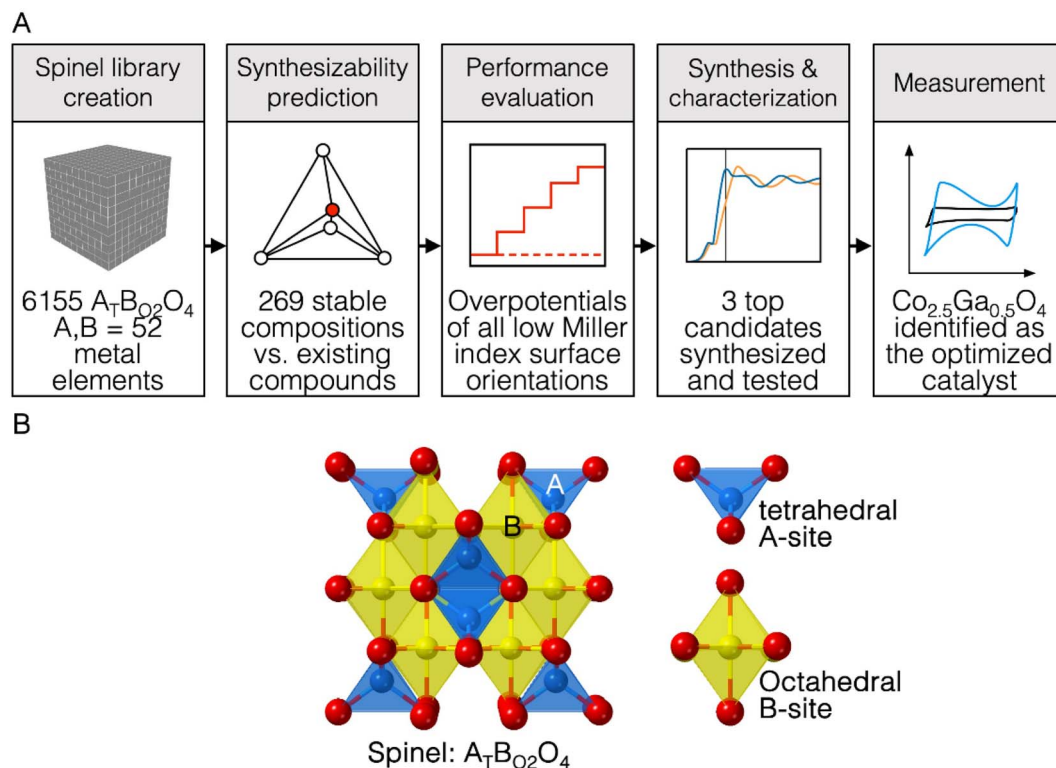 A
Spinel library
creation
6155 AₜB_O2O₄
A,B = 52
metal
elements
Synthesizability
prediction
269 stable
compositions
vs. existing
compounds
Performance
evaluation
Overpotentials
of all low Miller
index surface
orientations
Synthesis &
characterization
3 top
candidates
synthesized
and tested
Measurement
Co₂.₅Ga₀.₅O₄
identified as
the optimized
catalyst
B
A
B
tetrahedral
A-site
Octahedral
B-site
Spinel: A_TB_O2O₄